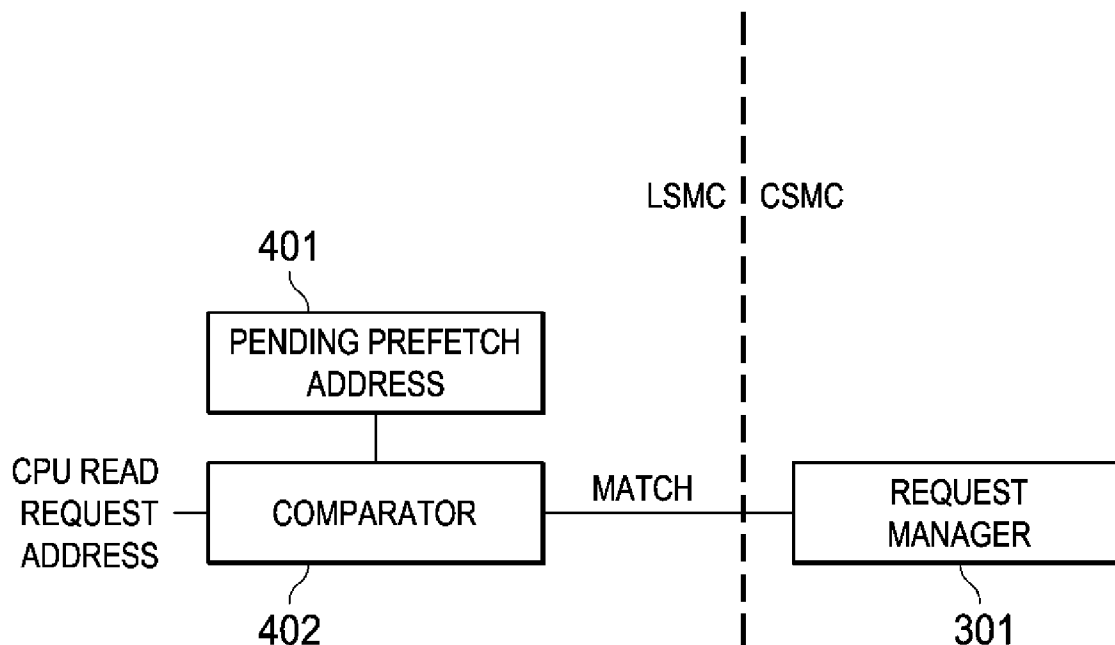 LSMC
CSMC
401
PENDING PREFETCH
ADDRESS
CPU READ
REQUEST
ADDRESS
COMPARATOR
MATCH
REQUEST
MANAGER
402
301